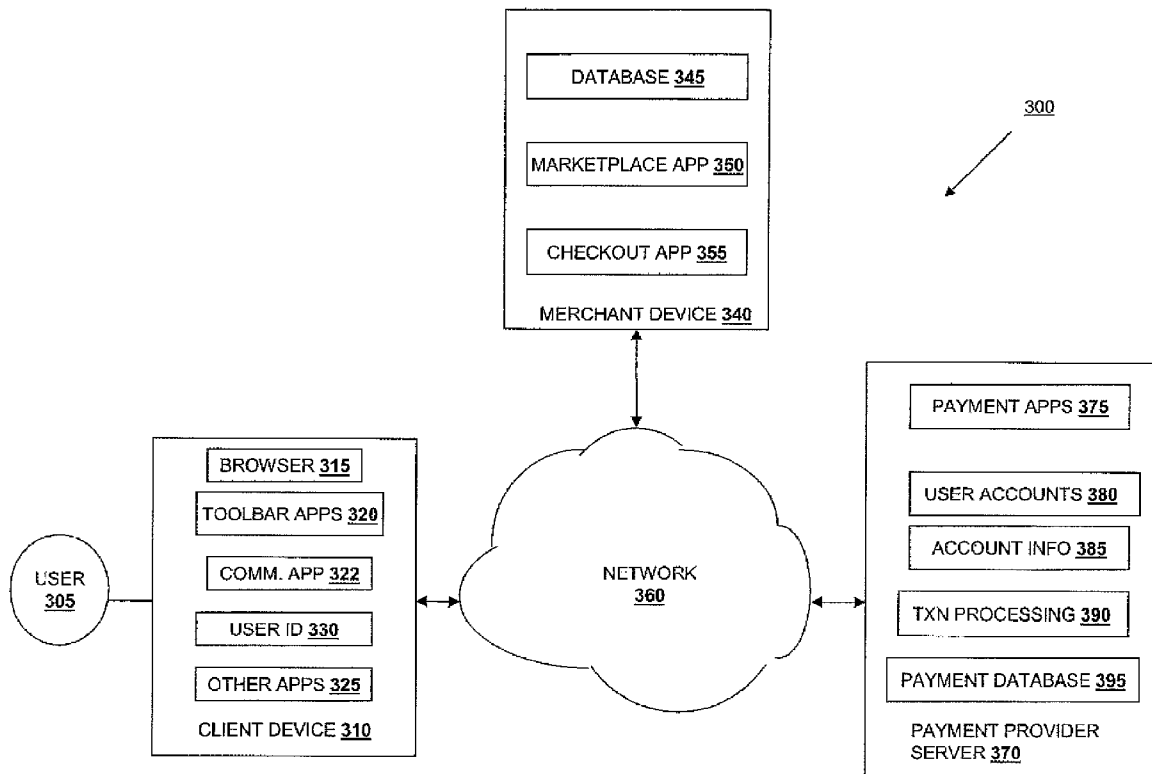 DATABASE 345
MARKETPLACE APP 350
CHECKOUT APP 355
MERCHANT DEVICE 340
300
USER
305
BROWSER 315
TOOLBAR APPS 320
COMM. APP 322
USER ID 330
OTHER APPS 325
CLIENT DEVICE 310
NETWORK
360
PAYMENT APPS 375
USER ACCOUNTS 380
ACCOUNT INFO 385
TXN PROCESSING 390
PAYMENT DATABASE 395
PAYMENT PROVIDER
SERVER 370